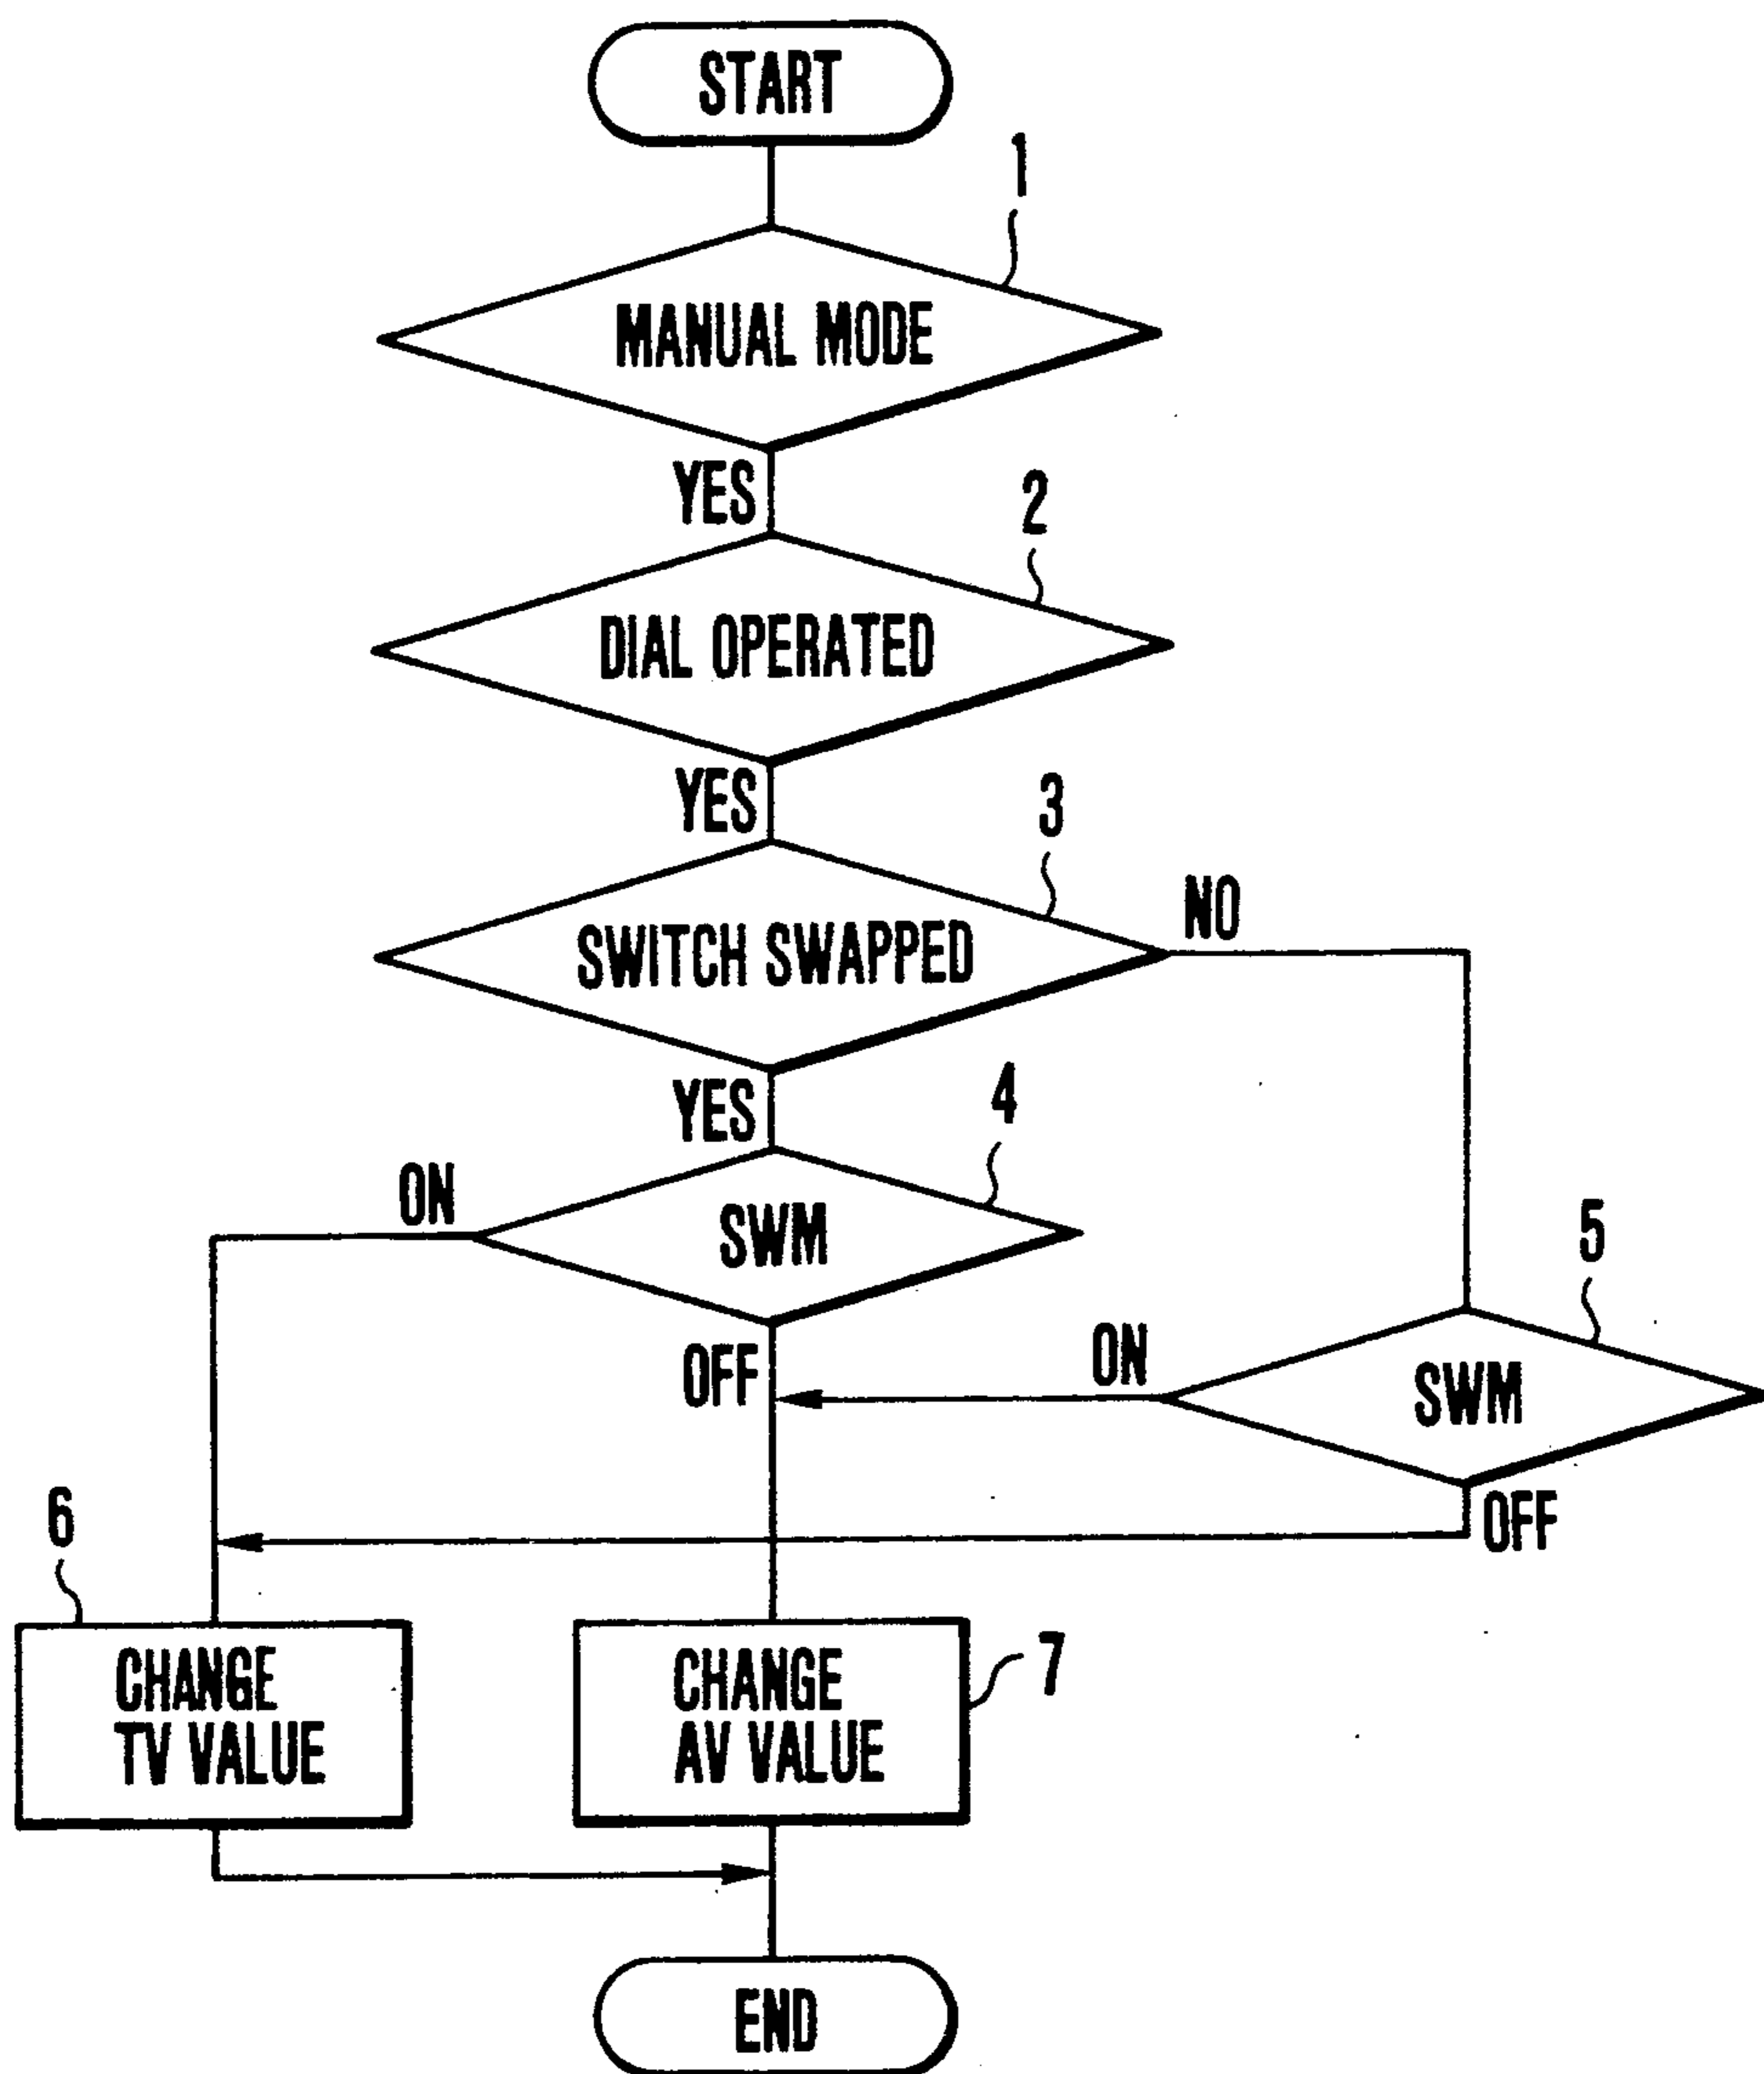 START
1
MANUAL MODE
YES
2
DIAL OPERATED
YES
3
SWITCH SWAPPED
NO
YES
4
ON
SWM
5
OFF
ON
SWM
OFF
6
CHANGE
TV VALUE
CHANGE
AV VALUE
7
END